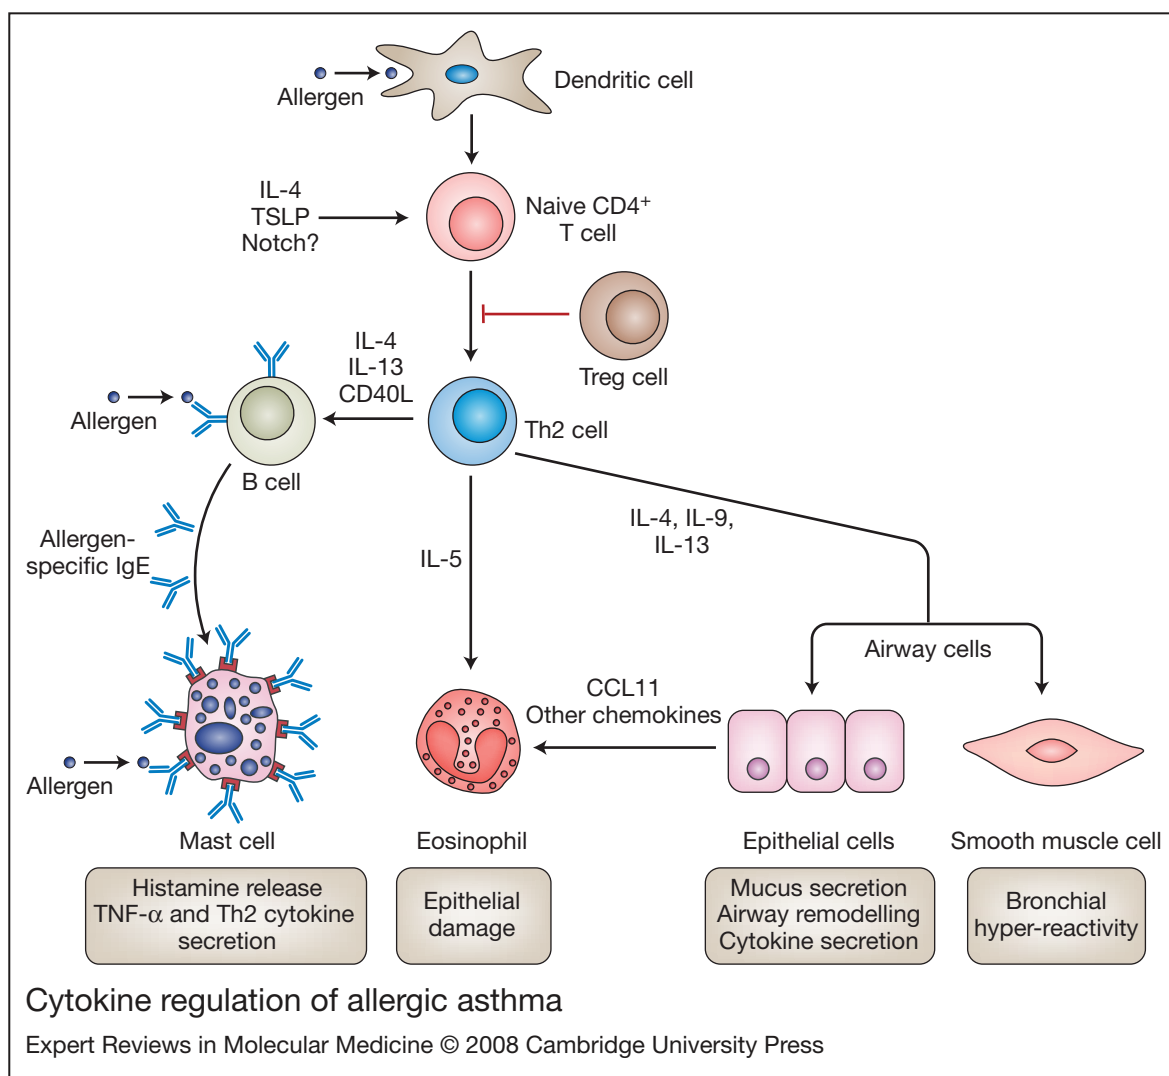 Allergen
Dendritic cell
IL-4
TSLP
Notch?
Naive CD4⁺
T cell
Treg cell
IL-4
IL-13
CD40L
Allergen
Th2 cell
B cell
Allergen-
specific IgE
IL-5
IL-4, IL-9,
IL-13
Airway cells
CCL11
Other chemokines
Allergen
Mast cell
Eosinophil
Epithelial cells
Smooth muscle cell
Histamine release
TNF-α and Th2 cytokine
secretion
Epithelial
damage
Mucus secretion
Airway remodelling
Cytokine secretion
Bronchial
hyper-reactivity
Cytokine regulation of allergic asthma
Expert Reviews in Molecular Medicine © 2008 Cambridge University Press